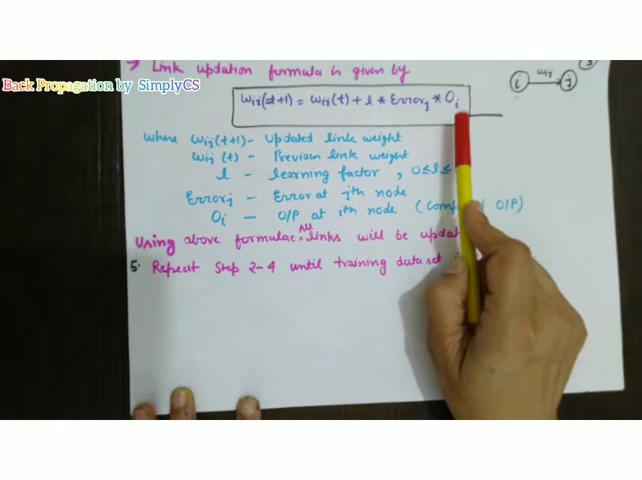 → Link updation formula is given by
3
Back Propagation by SimplyCS
i wij j
wij(t+1) = wij(t) + l * Errorj * Oi
where wij(t+1) - Updated link weight
wij (t) - Previous link weight
l - learning factor, 0≤l≤
Errorj - Error at jth node
Oi - O/P at ith node ( O/P)
Using above formulae all links will be
5. Repeat Step 2-4 until training dataset